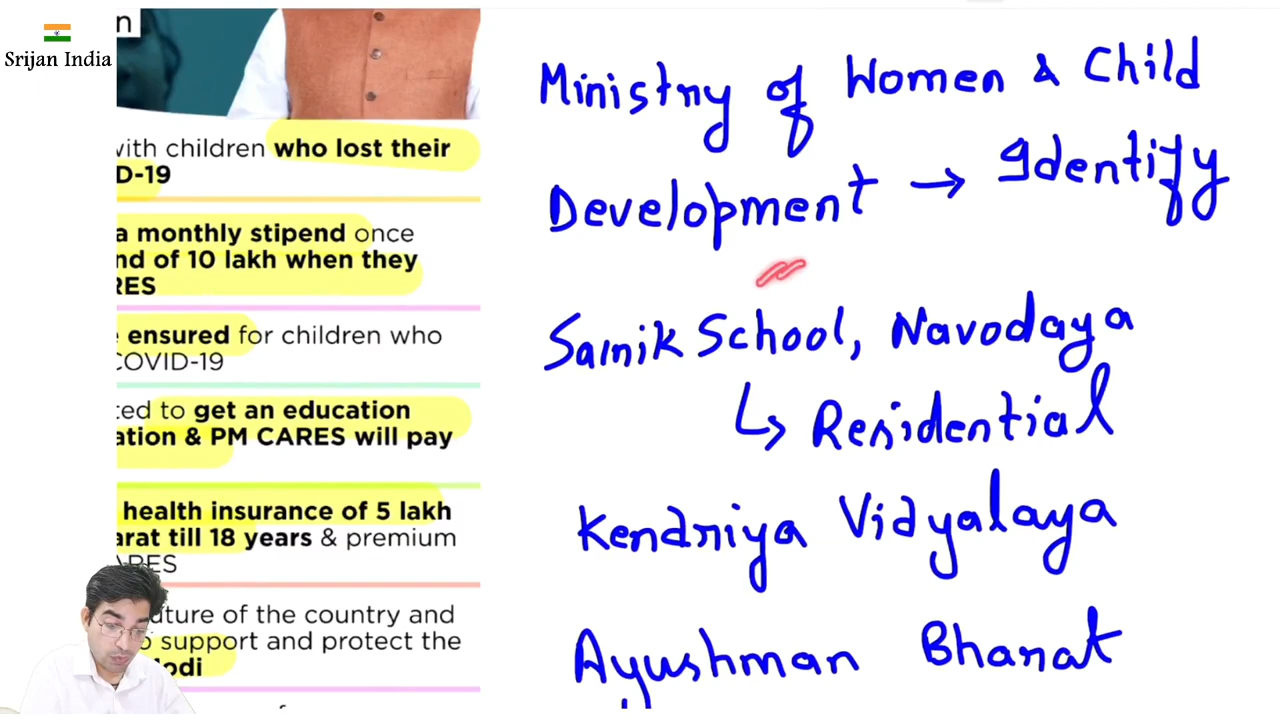 n
Srijan India
with children who lost their
D-19
a monthly stipend once
nd of 10 lakh when they
RES
ensured for children who
COVID-19
ted to get an education
ation & PM CARES will pay
health insurance of 5 lakh
arat till 18 years & premium
ARES
uture of the country and
support and protect the
Modi
Ministry of Women & Child
Development → Identify
Sainik School, Navodaya
↳ Residential
Kendriya Vidyalaya
Ayushman Bharat